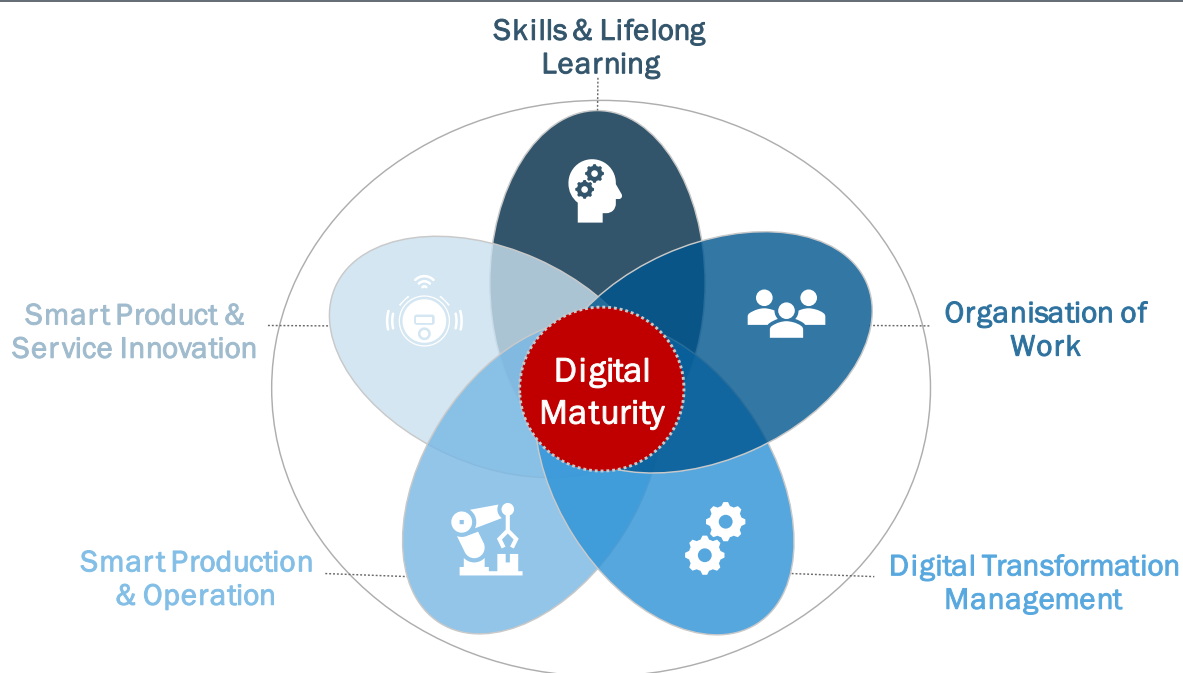 Skills & Lifelong
Learning
Smart Product &
Service Innovation
Organisation of
Work
Digital
Maturity
Smart Production
& Operation
Digital Transformation
Management